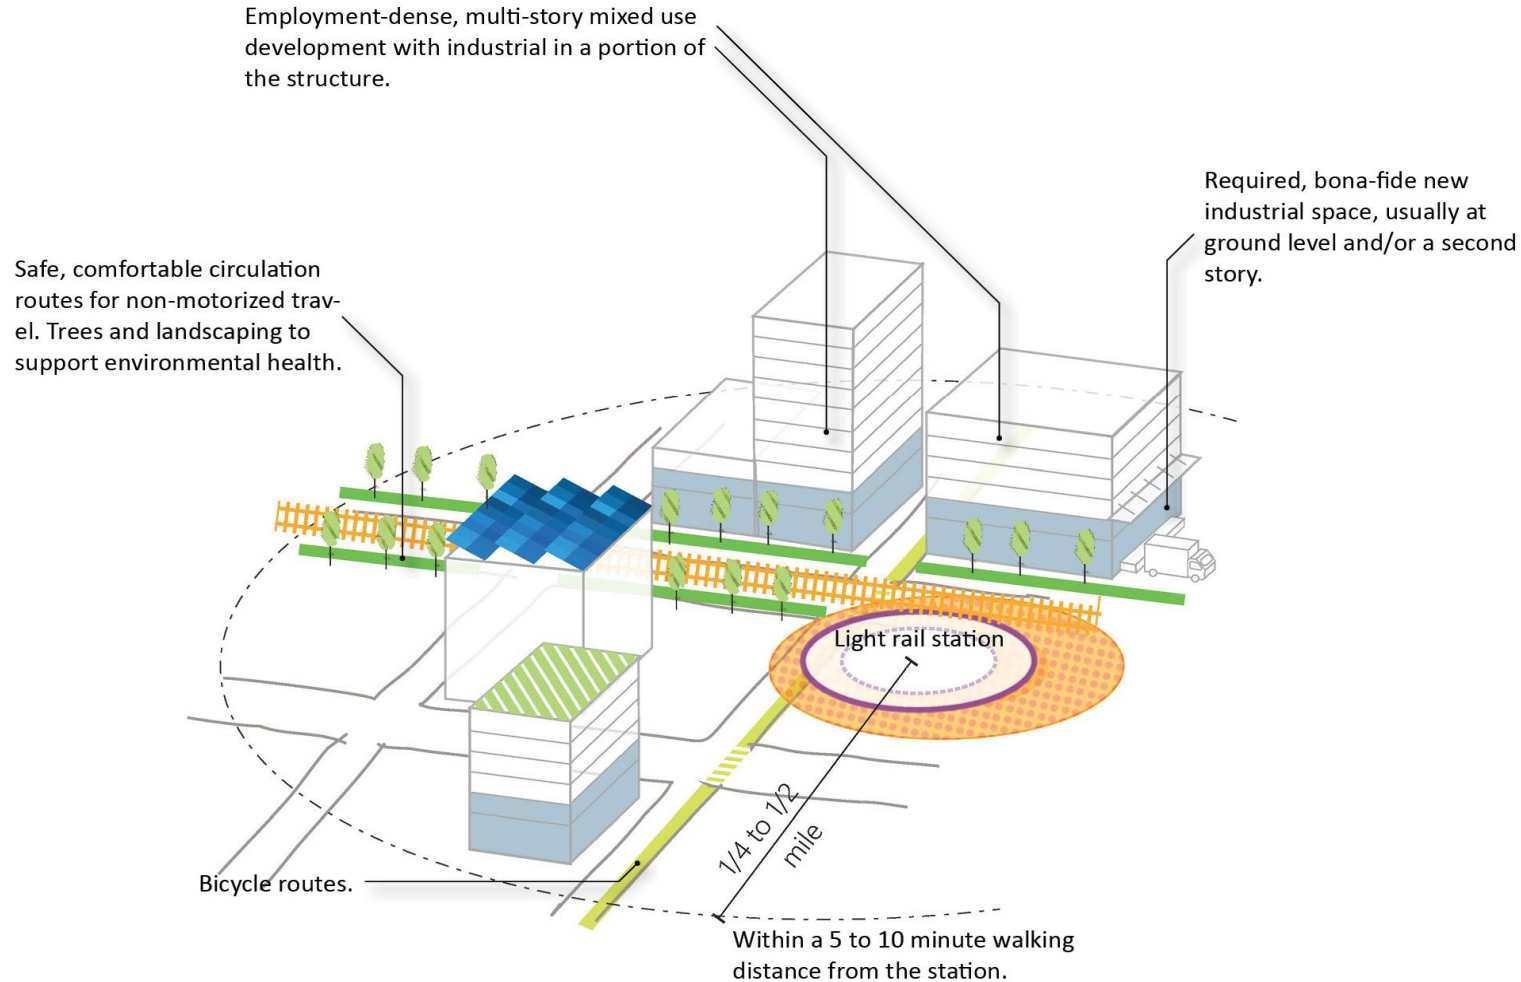 Employment-dense, multi-story mixed use
development with industrial in a portion of
the structure.
Required, bona-fide new
industrial space, usually at
ground level and/or a second
story.
Safe, comfortable circulation
routes for non-motorized trav-
el. Trees and landscaping to
support environmental health.
Light rail station
1/4 to 1/2
mile
Bicycle routes.
Within a 5 to 10 minute walking
distance from the station.